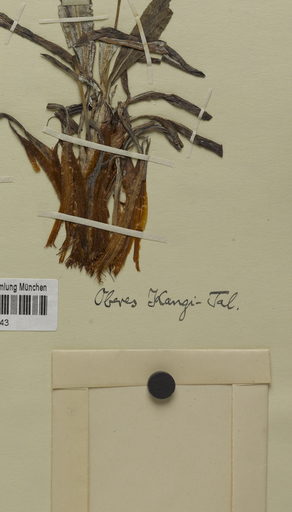 mlung München
43
Oberes Kangi-Tal.